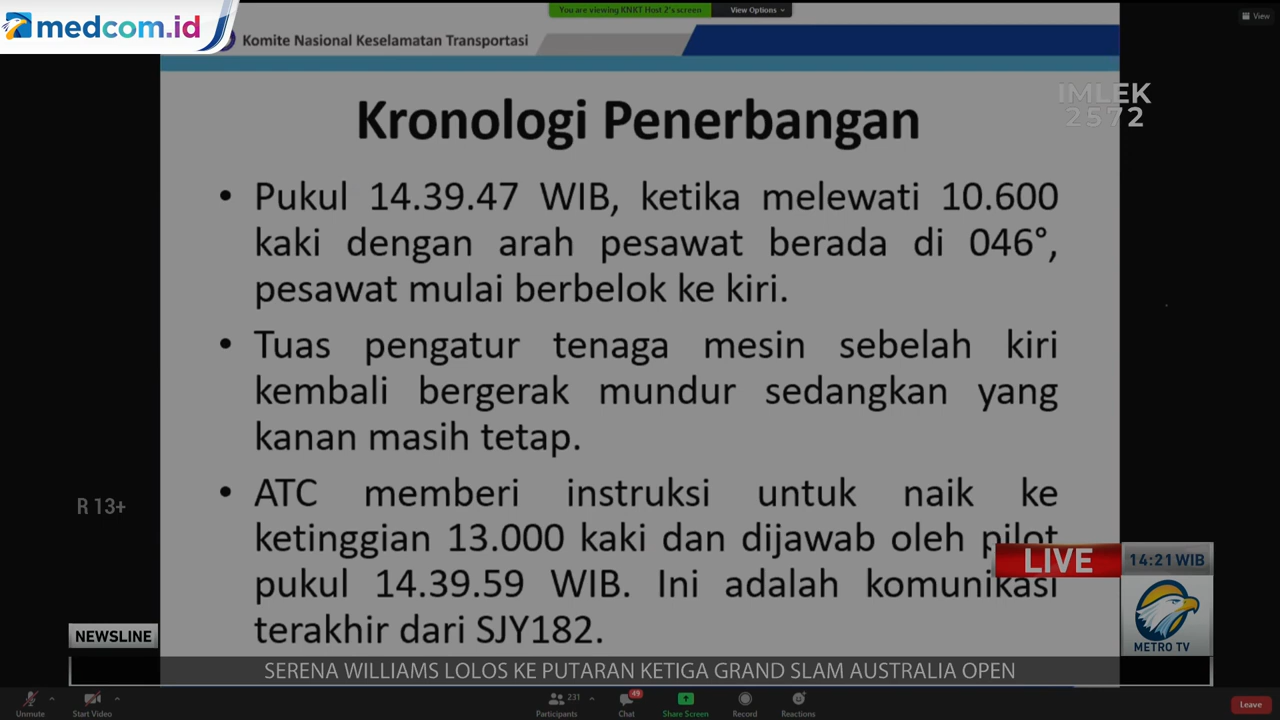 You are viewing KNKT Host 2's screen
View Options
View
medcom.id
Komite Nasional Keselamatan Transportasi
IMLEK
2572
Kronologi Penerbangan
• Pukul 14.39.47 WIB, ketika melewati 10.600
kaki dengan arah pesawat berada di 046°,
pesawat mulai berbelok ke kiri.
• Tuas pengatur tenaga mesin sebelah kiri
kembali bergerak mundur sedangkan yang
kanan masih tetap.
• ATC memberi instruksi untuk naik ke
ketinggian 13.000 kaki dan dijawab oleh pilot
pukul 14.39.59 WIB. Ini adalah komunikasi
terakhir dari SJY182.
R 13+
LIVE
14:21 WIB
METRO TV
NEWSLINE
SERENA WILLIAMS LOLOS KE PUTARAN KETIGA GRAND SLAM AUSTRALIA OPEN
Unmute
Start Video
231
Participants
49
Chat
Share Screen
Record
Reactions
Leave